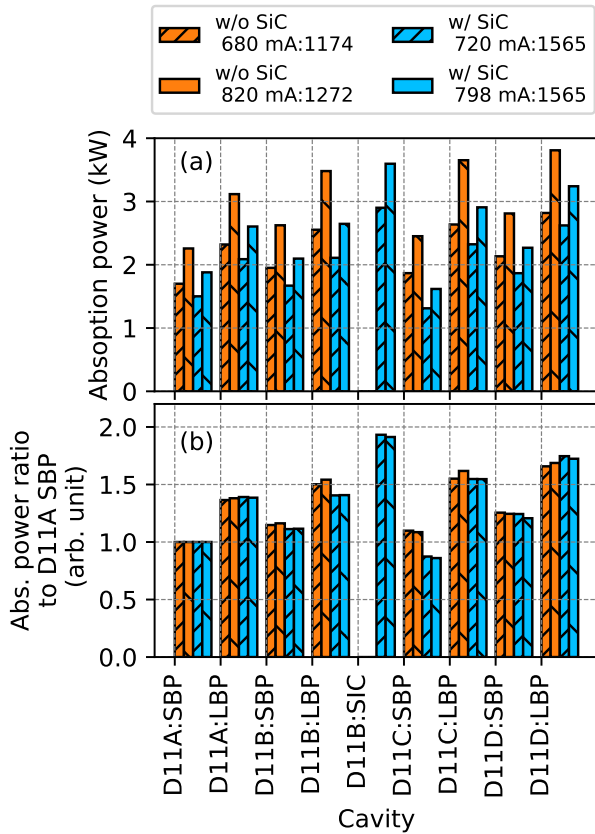 w/o SiC
680 mA:1174
w/o SiC
820 mA:1272
w/ SiC
720 mA:1565
w/ SiC
798 mA:1565
Absoption power (kW)
4
3
2
1
0
(a)
Abs. power ratio
to D11A SBP
(arb. unit)
2.0
1.5
1.0
0.5
0.0
(b)
D11A:SBP
D11A:LBP
D11B:SBP
D11B:LBP
D11B:SIC
D11C:SBP
D11C:LBP
D11D:SBP
D11D:LBP
Cavity